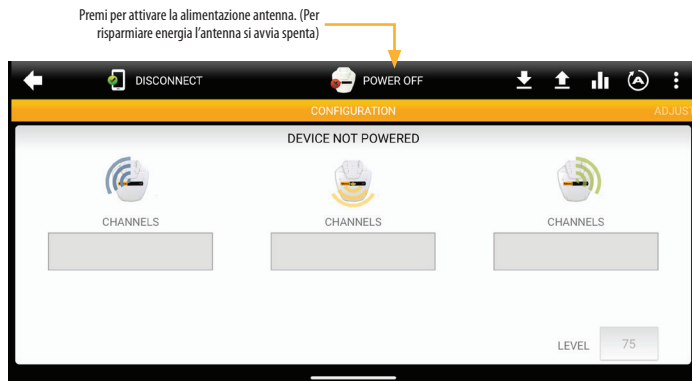 Premi per attivare la alimentazione antenna. (Per
risparmiare energia l'antenna si avvia spenta)
DISCONNECT
POWER OFF
CONFIGURATION
ADJUST
DEVICE NOT POWERED
CHANNELS
CHANNELS
CHANNELS
LEVEL
75